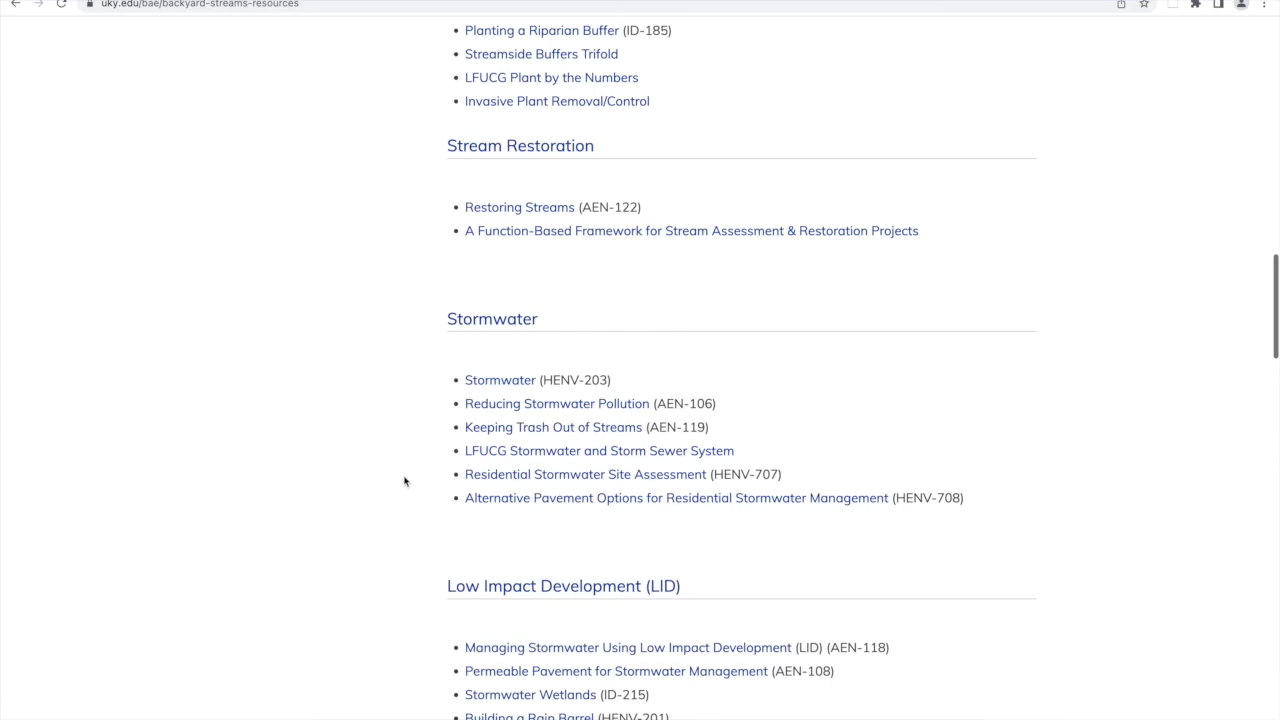 uky.edu/bae/backyard-streams-resources
Planting a Riparian Buffer (ID-185)
Streamside Buffers Trifold
LFUCG Plant by the Numbers
Invasive Plant Removal/Control
Stream Restoration
Restoring Streams (AEN-122)
A Function-Based Framework for Stream Assessment & Restoration Projects
Stormwater
Stormwater (HENV-203)
Reducing Stormwater Pollution (AEN-106)
Keeping Trash Out of Streams (AEN-119)
LFUCG Stormwater and Storm Sewer System
Residential Stormwater Site Assessment (HENV-707)
Alternative Pavement Options for Residential Stormwater Management (HENV-708)
Low Impact Development (LID)
Managing Stormwater Using Low Impact Development (LID) (AEN-118)
Permeable Pavement for Stormwater Management (AEN-108)
Stormwater Wetlands (ID-215)
Building a Rain Barrel (HENV-201)